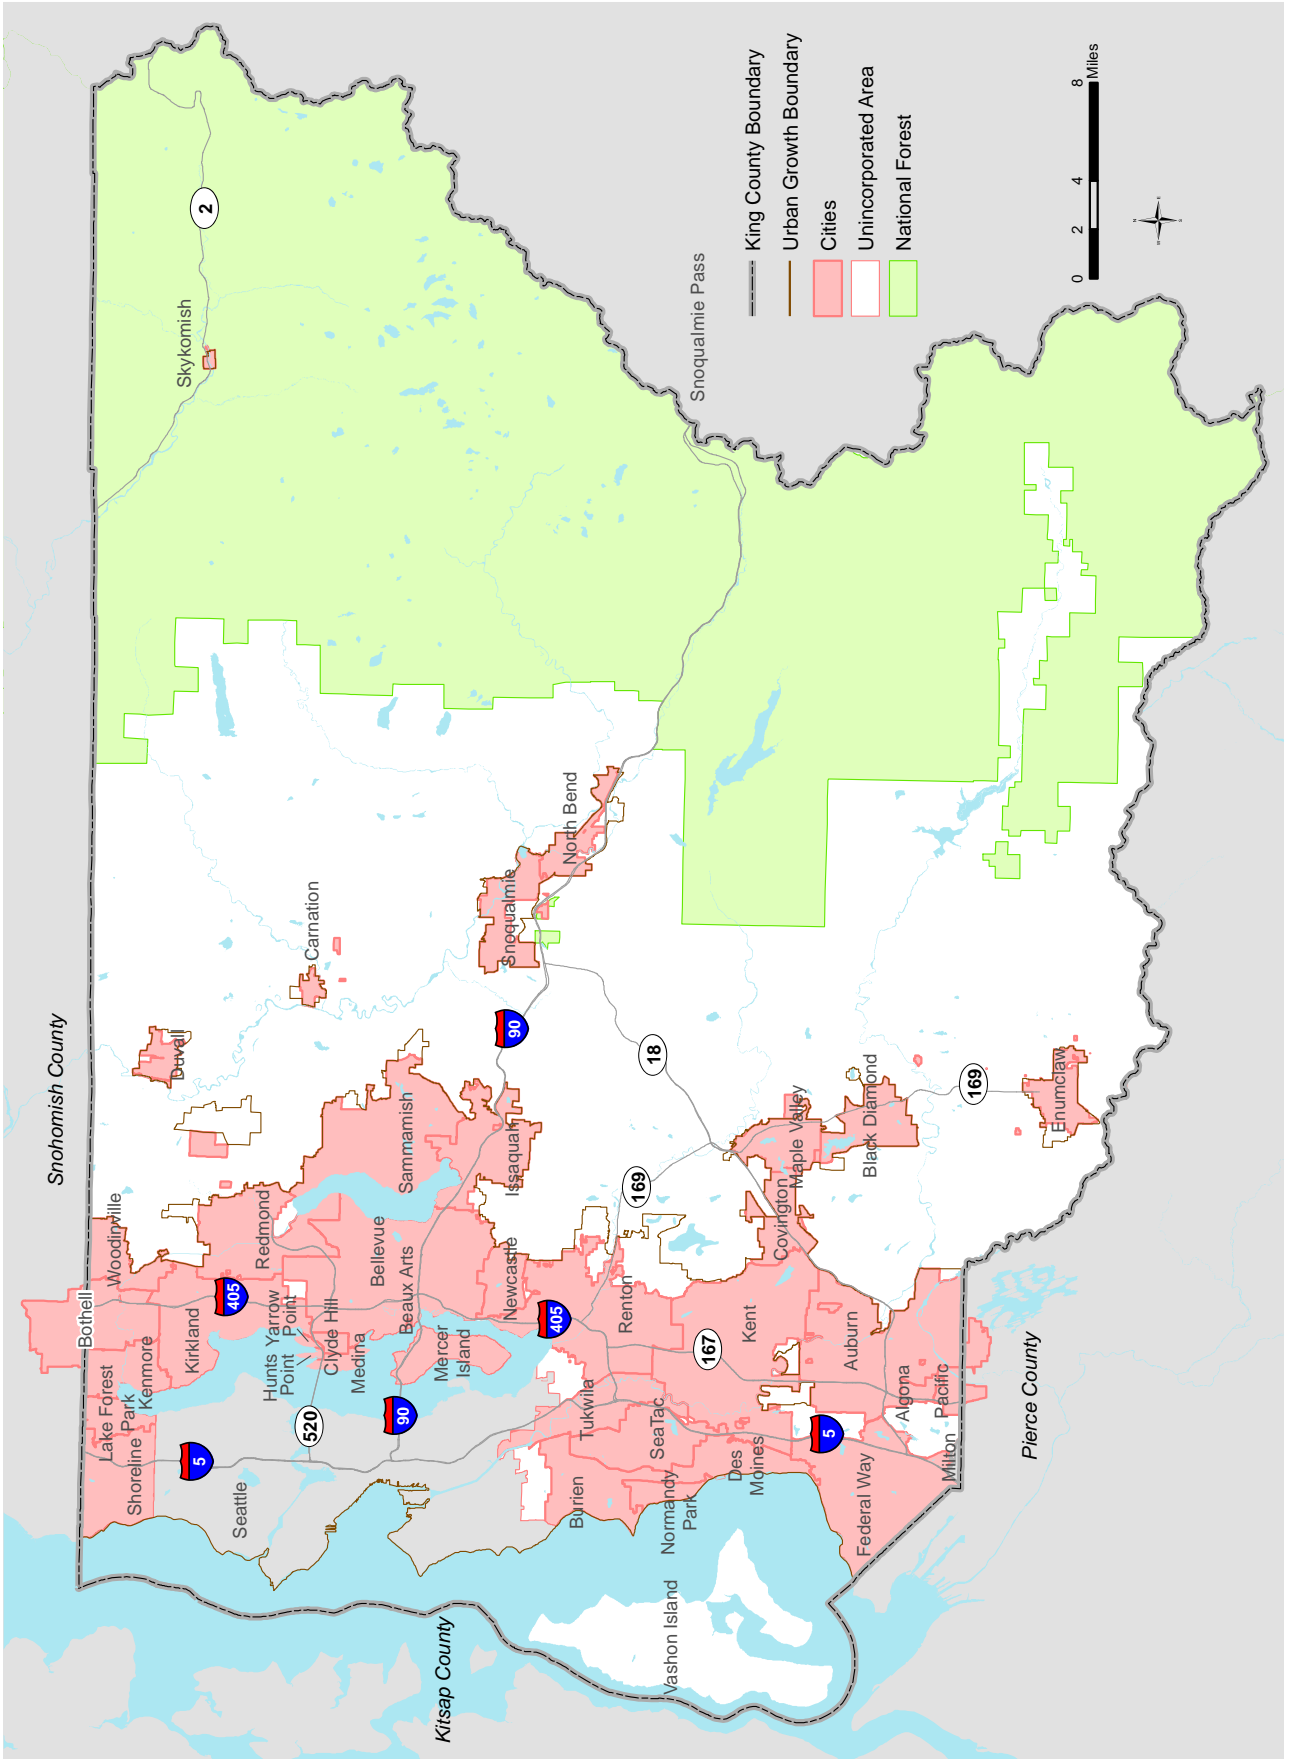 Snohomish County
Bothell
Woodinville
Duvall
Skykomish
2
Lake Forest
Park
Shoreline
Kenmore
Kirkland
405
Redmond
Carnation
5
Seattle
Hunts
Point
Yarrow
Point
Clyde Hill
Medina
520
Bellevue
Beaux Arts
Sammamish
90
Mercer
Island
Newcastle
Issaquah
90
Snoqualmie
North Bend
Snoqualmie Pass
405
Kitsap County
Burien
Tukwila
Renton
169
18
Normandy
Park
SeaTac
Vashon Island
Des
Moines
167
Kent
Covington
Maple Valley
Black Diamond
5
Federal Way
Auburn
Algona
Pacific
Milton
169
Enumclaw
Pierce County
King County Boundary
Urban Growth Boundary
Cities
Unincorporated Area
National Forest
0
2
4
8
Miles